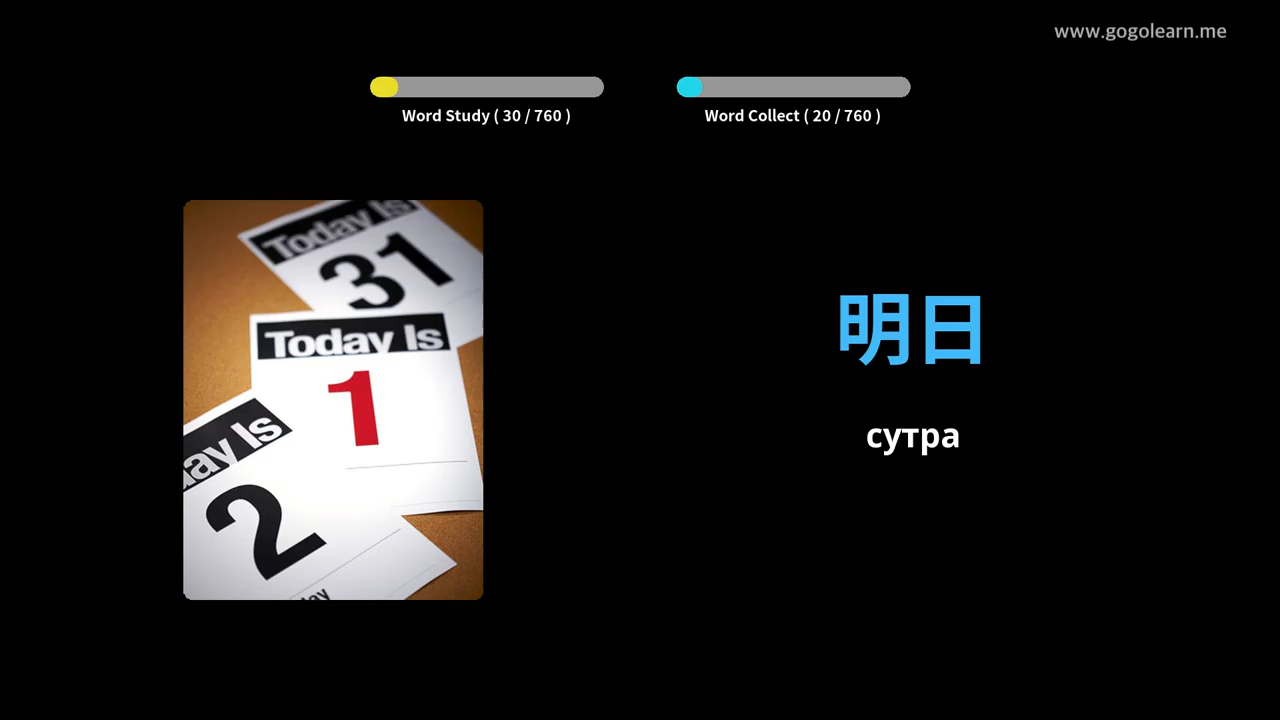 www.gogolearn.me
Word Study ( 30 / 760 )
Word Collect ( 20 / 760 )
Today Is
31
Today Is
1
ay Is
2
明日
сутра